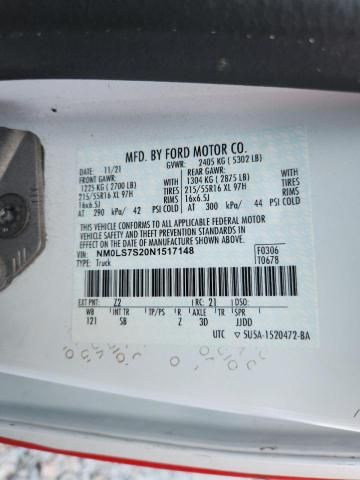 MFD. BY FORD MOTOR CO.
DATE: 11/21 GVWR: 2405 KG (5302 LB)
FRONT GAWR: REAR GAWR:
1225 KG (2700 LB) 1304 KG (2875 LB)
215/55R16 XL 97H TIRES 215/55R16 XL 97H TIRES
16x6.5J RIMS 16x6.5J RIMS
AT 290 kPa/ 42 PSI COLD AT 300 kPa/ 44 PSI COLD
THIS VEHICLE CONFORMS TO ALL APPLICABLE FEDERAL MOTOR
VEHICLE SAFETY AND THEFT PREVENTION STANDARDS IN EFFECT
ON THE DATE OF MANUFACTURE SHOWN ABOVE.
VIN: NM0LS7S20N1517148 F0306
TYPE: Truck T0678
EXT PNT: Z2 RC: 21 DSO:
WB INT TR TP/PS R AXLE TR SPR
121 SB Z 3D JJDD
UTC 5USA-1520472-BA